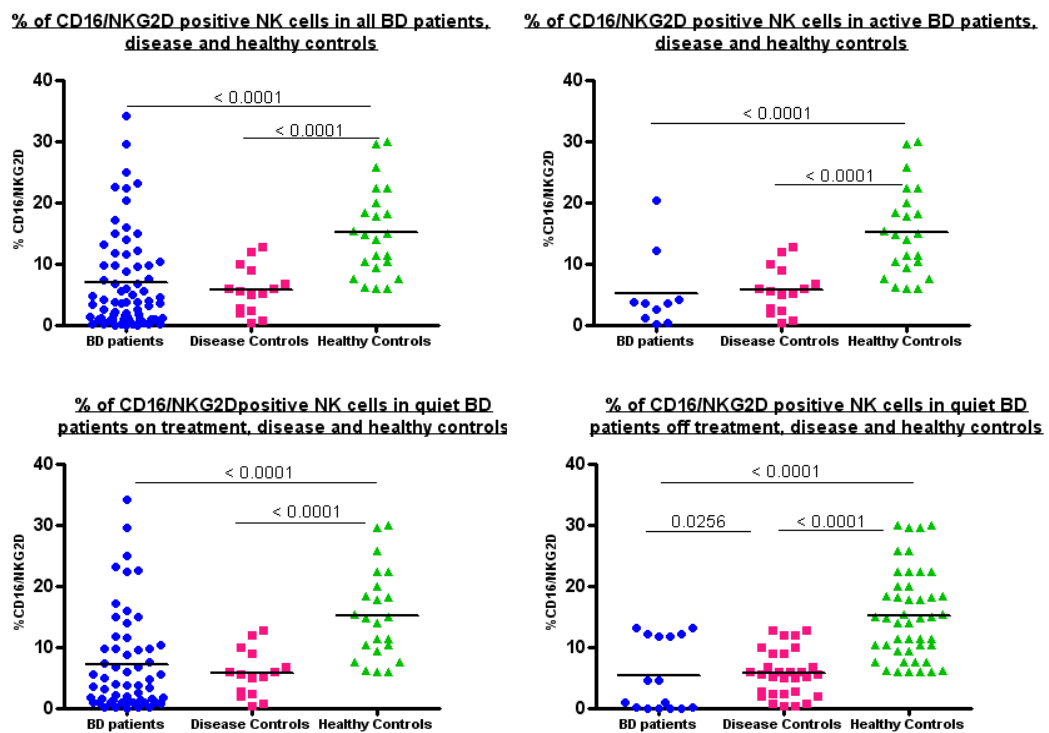 % of CD16/NKG2D positive NK cells in all BD patients,
disease and healthy controls
40
30
20
10
0
% CD16/NKG2D
< 0.0001
< 0.0001
BD patients Disease Controls Healthy Controls
% of CD16/NKG2D positive NK cells in active BD patients,
disease and healthy controls
40
30
20
10
0
%CD16/NKG2D
< 0.0001
< 0.0001
BD patients Disease Controls Healthy Controls
% of CD16/NKG2Dpositive NK cells in quiet BD
patients on treatment, disease and healthy controls
40
30
20
10
0
%CD16/NKG2D
< 0.0001
< 0.0001
BD patients Disease Controls Healthy Controls
% of CD16/NKG2D positive NK cells in quiet BD
patients off treatment, disease and healthy controls
40
30
20
10
0
%CD16/NKG2D
< 0.0001
0.0256
< 0.0001
BD patients Disease Controls Healthy Controls